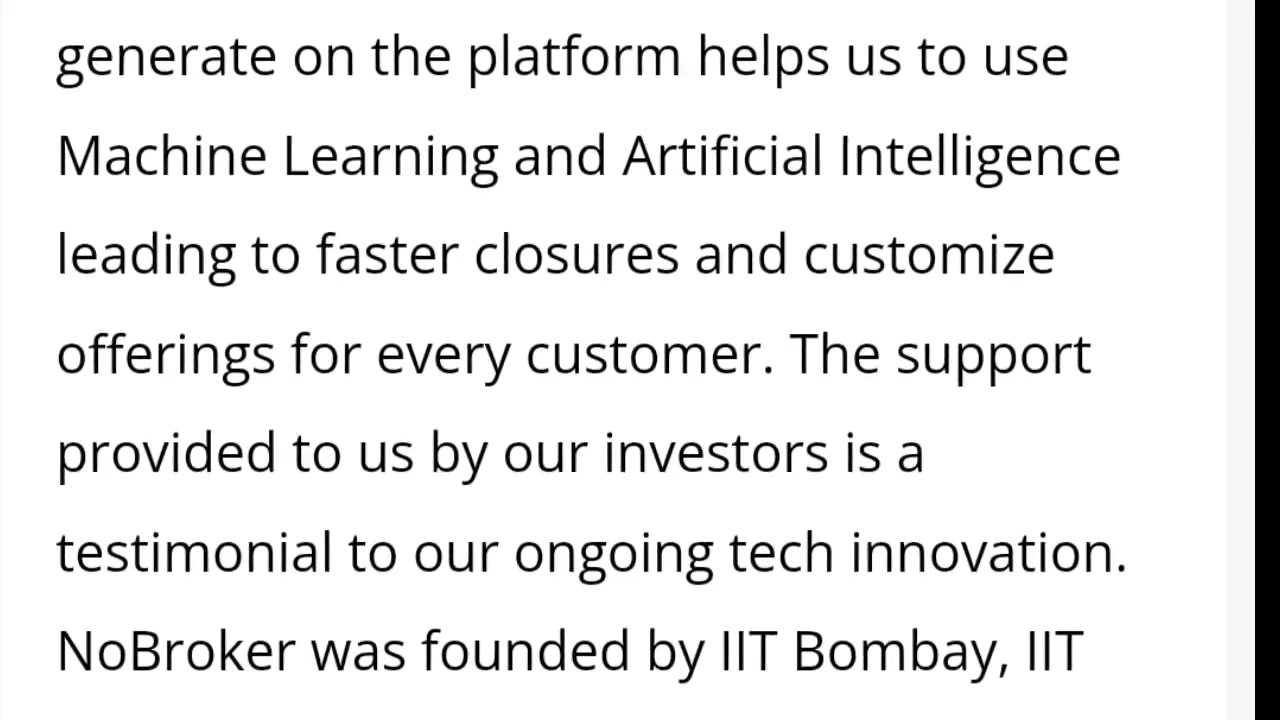 generate on the platform helps us to use
Machine Learning and Artificial Intelligence
leading to faster closures and customize
offerings for every customer. The support
provided to us by our investors is a
testimonial to our ongoing tech innovation.
NoBroker was founded by IIT Bombay, IIT